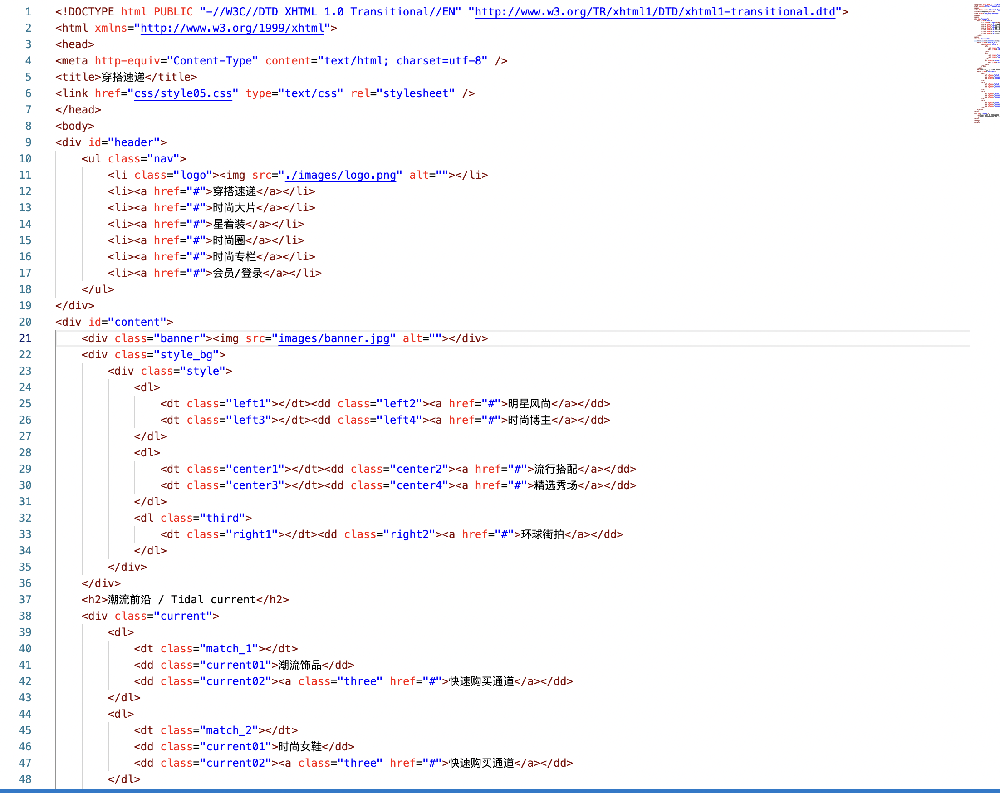 1 <!DOCTYPE html PUBLIC "-//W3C//DTD XHTML 1.0 Transitional//EN" "http://www.w3.org/TR/xhtml1/DTD/xhtml1-transitional.dtd">
2 <html xmlns="http://www.w3.org/1999/xhtml">
3 <head>
4 <meta http-equiv="Content-Type" content="text/html; charset=utf-8" />
5 <title>穿搭速递</title>
6 <link href="css/style05.css" type="text/css" rel="stylesheet" />
7 </head>
8 <body>
9 <div id="header">
10     <ul class="nav">
11         <li class="logo"><img src="./images/logo.png" alt=""></li>
12         <li><a href="#">穿搭速递</a></li>
13         <li><a href="#">时尚大片</a></li>
14         <li><a href="#">星着装</a></li>
15         <li><a href="#">时尚圈</a></li>
16         <li><a href="#">时尚专栏</a></li>
17         <li><a href="#">会员/登录</a></li>
18     </ul>
19 </div>
20 <div id="content">
21     <div class="banner"><img src="images/banner.jpg" alt=""></div>
22     <div class="style_bg">
23         <div class="style">
24             <dl>
25                 <dt class="left1"></dt><dd class="left2"><a href="#">明星风尚</a></dd>
26                 <dt class="left3"></dt><dd class="left4"><a href="#">时尚博主</a></dd>
27             </dl>
28             <dl>
29                 <dt class="center1"></dt><dd class="center2"><a href="#">流行搭配</a></dd>
30                 <dt class="center3"></dt><dd class="center4"><a href="#">精选秀场</a></dd>
31             </dl>
32             <dl class="third">
33                 <dt class="right1"></dt><dd class="right2"><a href="#">环球街拍</a></dd>
34             </dl>
35         </div>
36     </div>
37     <h2>潮流前沿 / Tidal current</h2>
38     <div class="current">
39         <dl>
40             <dt class="match_1"></dt>
41             <dd class="current01">潮流饰品</dd>
42             <dd class="current02"><a class="three" href="#">快速购买通道</a></dd>
43         </dl>
44         <dl>
45             <dt class="match_2"></dt>
46             <dd class="current01">时尚女鞋</dd>
47             <dd class="current02"><a class="three" href="#">快速购买通道</a></dd>
48         </dl>